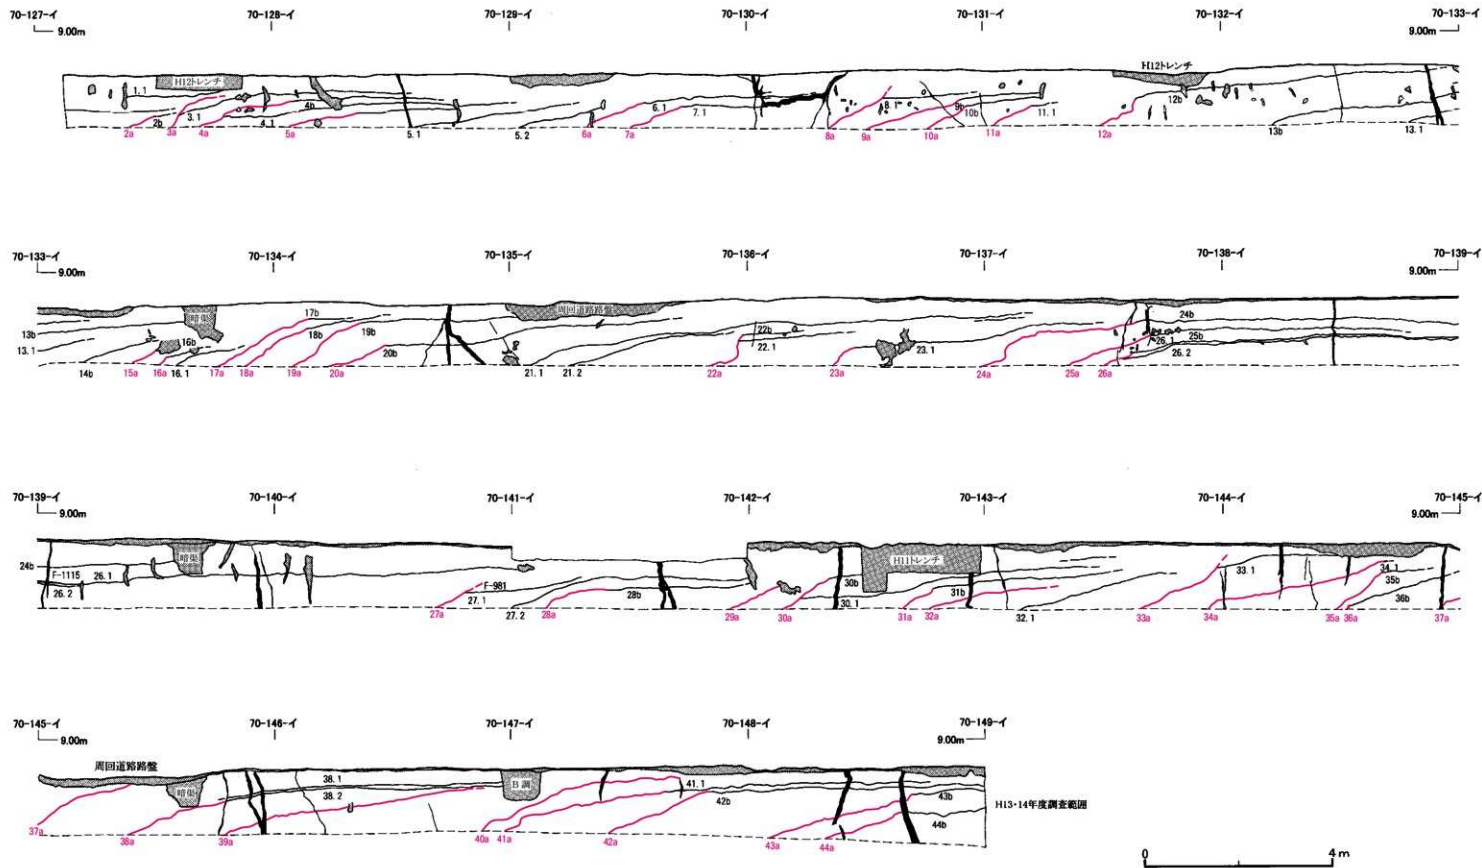 70-127-イ 70-128-イ 70-129-イ 70-130-イ 70-131-イ 70-132-イ 70-133-イ
9.00m 9.00m
H12トレンチ H12トレンチ
1.1 4b 6.1 7.1 8.1 9b 10b 11.1 12b
2a 2b 3a 3.1 4a 4.1 5a 5.1 5.2 6a 7a 8a 9a 10a 11a 12a 13b 13.1
70-133-イ 70-134-イ 70-135-イ 70-136-イ 70-137-イ 70-138-イ 70-139-イ
9.00m 9.00m
暗渠 周回道路路盤
13b 16b 17b 18b 19b 20b 22b 22.1 23.1 24b 25b 26.1 26.2
13.1 14b 15a 16a 16.1 17a 18a 19a 20a 21.1 21.2 22a 23a 24a 25a 26a
70-139-イ 70-140-イ 70-141-イ 70-142-イ 70-143-イ 70-144-イ 70-145-イ
9.00m 9.00m
暗渠 H11トレンチ
24b F-1115 26.1 F-981 28b 30b 31b 33.1 34.1 35b 36b
26.2 27a 27.1 27.2 28a 29a 30a 30.1 31a 32a 32.1 33a 34a 35a 36a 37a
70-145-イ 70-146-イ 70-147-イ 70-148-イ 70-149-イ
9.00m 9.00m
周回道路路盤
暗渠 38.1 B調 41.1
38.2 42b 43b H13・14年度調査範囲
44b
37a 38a 39a 40a 41a 42a 43a 44a
0 4m